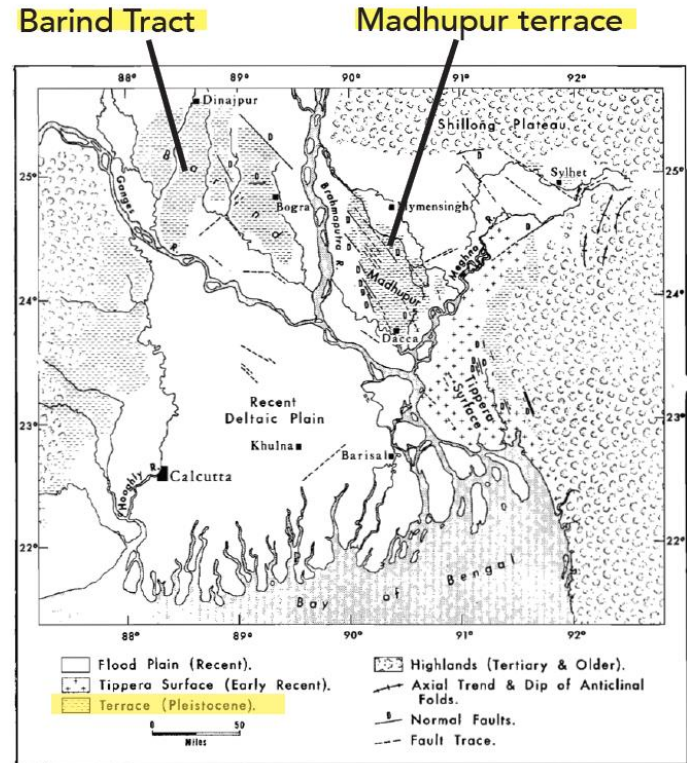 Barind Tract
Madhupur terrace
88° 89° 90° 91° 92°
Dinajpur
Shillong Plateau
25° 25°
Sylhet
Ganges R.
Bogra
Brahmaputra R.
Mymensingh
Meghna R.
Madhupur
24° 24°
Dacca
Tippera Surface
Recent
Deltaic Plain
23° 23°
Khulna
Barisal
Hooghly R.
Calcutta
22° 22°
Bay of Bengal
88° 89° 90° 91° 92°
Flood Plain (Recent).
Tippera Surface (Early Recent).
Terrace (Pleistocene).
0 50
Miles
Highlands (Tertiary & Older).
Axial Trend & Dip of Anticlinal
Folds.
D
Normal Faults.
Fault Trace.